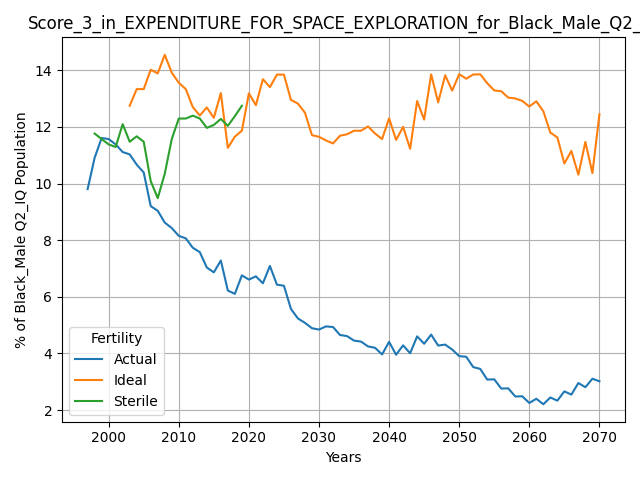 Score_3_in_EXPENDITURE_FOR_SPACE_EXPLORATION_for_Black_Male_Q2_
% of Black_Male Q2_IQ Population
14
12
10
8
6
4
2
Fertility
Actual
Ideal
Sterile
2000 2010 2020 2030 2040 2050 2060 2070
Years